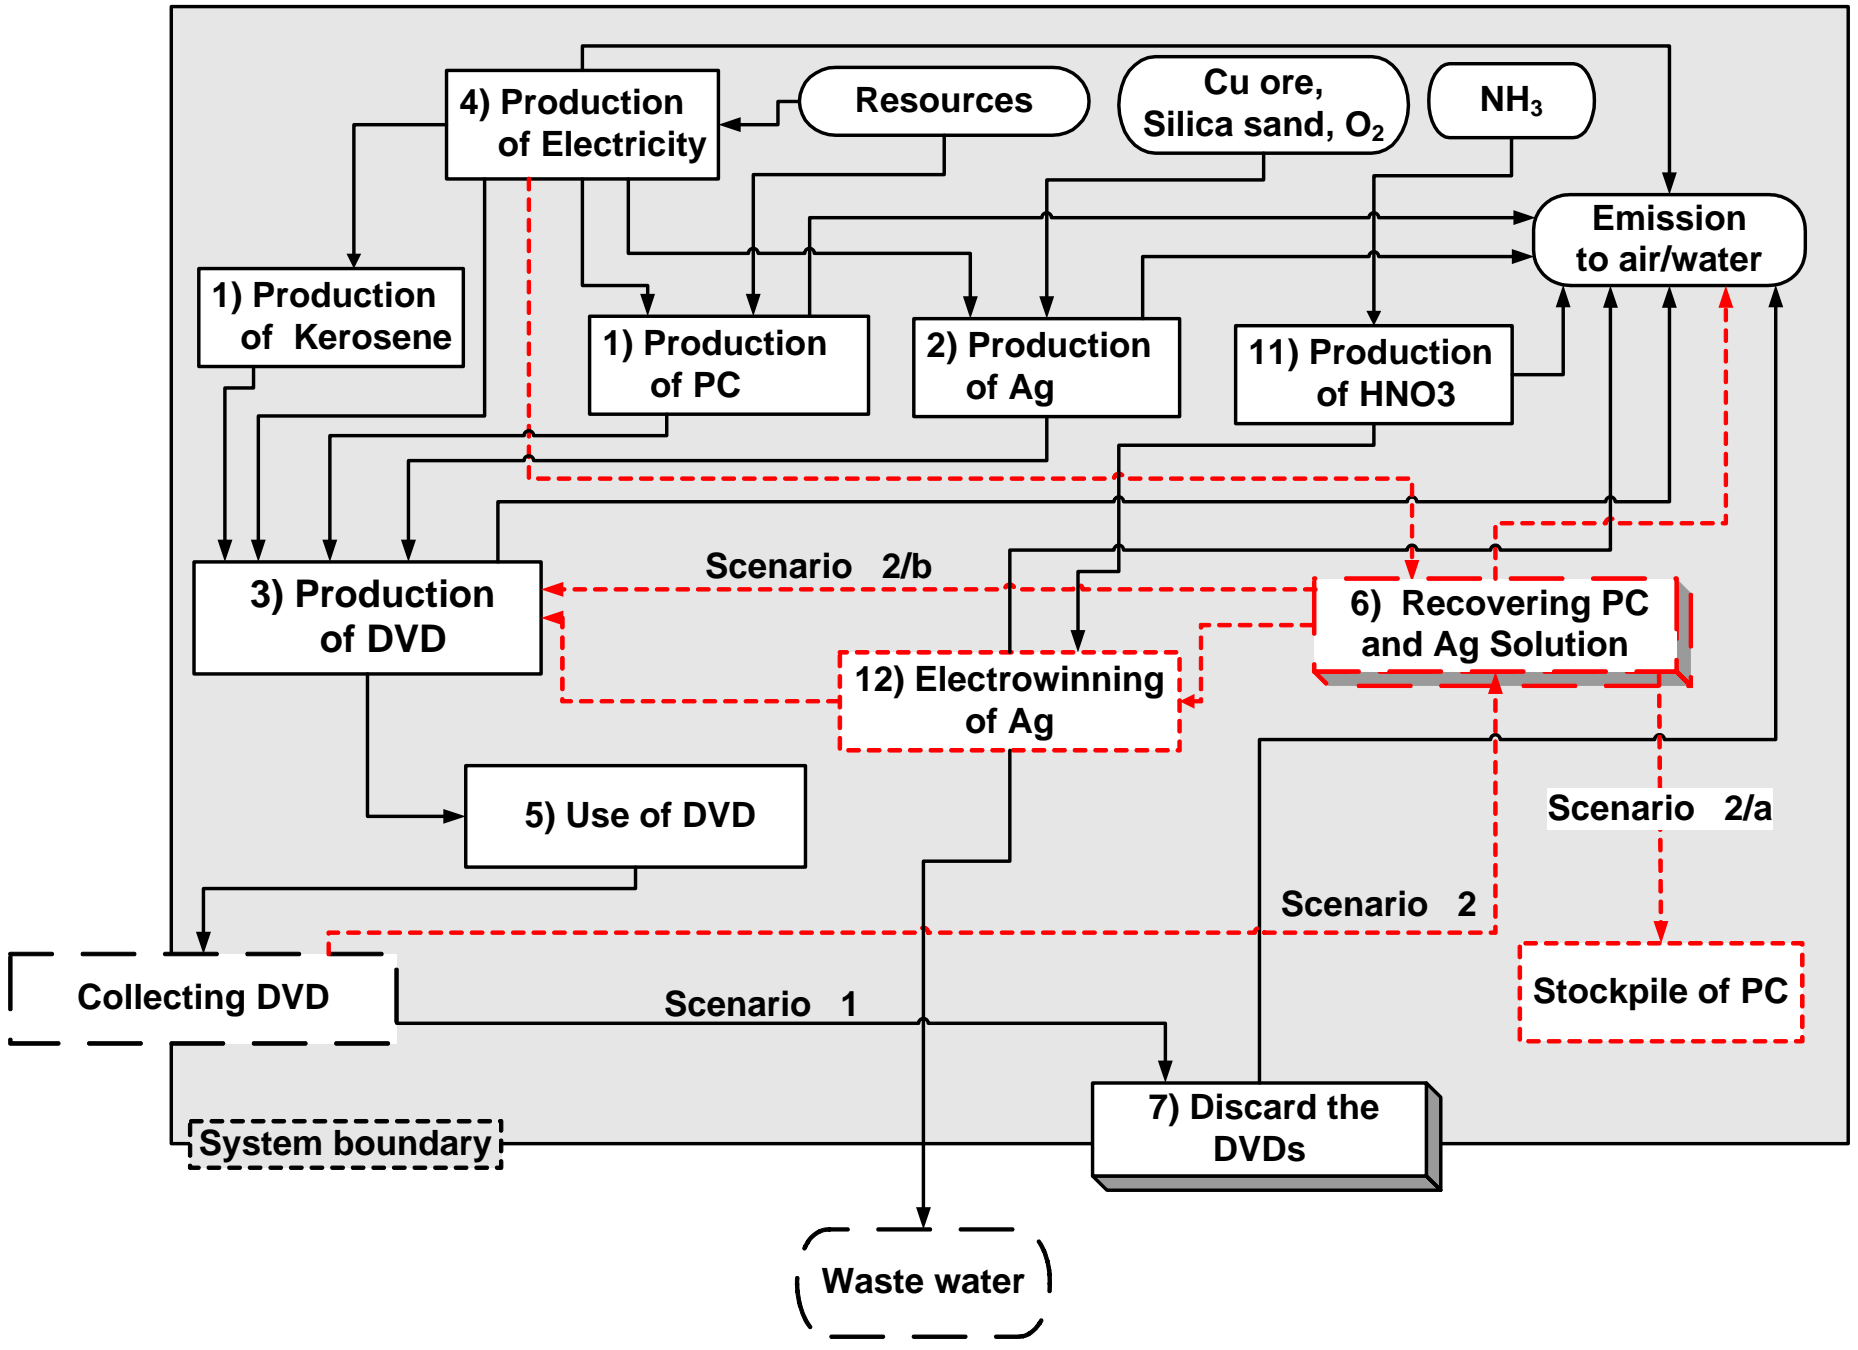 4) Production
of Electricity
Resources
Cu ore,
Silica sand, O₂
NH₃
Emission
to air/water
1) Production
of Kerosene
1) Production
of PC
2) Production
of Ag
11) Production
of HNO3
Scenario 2/b
3) Production
of DVD
6) Recovering PC
and Ag Solution
12) Electrowinning
of Ag
5) Use of DVD
Scenario 2/a
Scenario 2
Collecting DVD
Scenario 1
Stockpile of PC
7) Discard the
DVDs
System boundary
Waste water